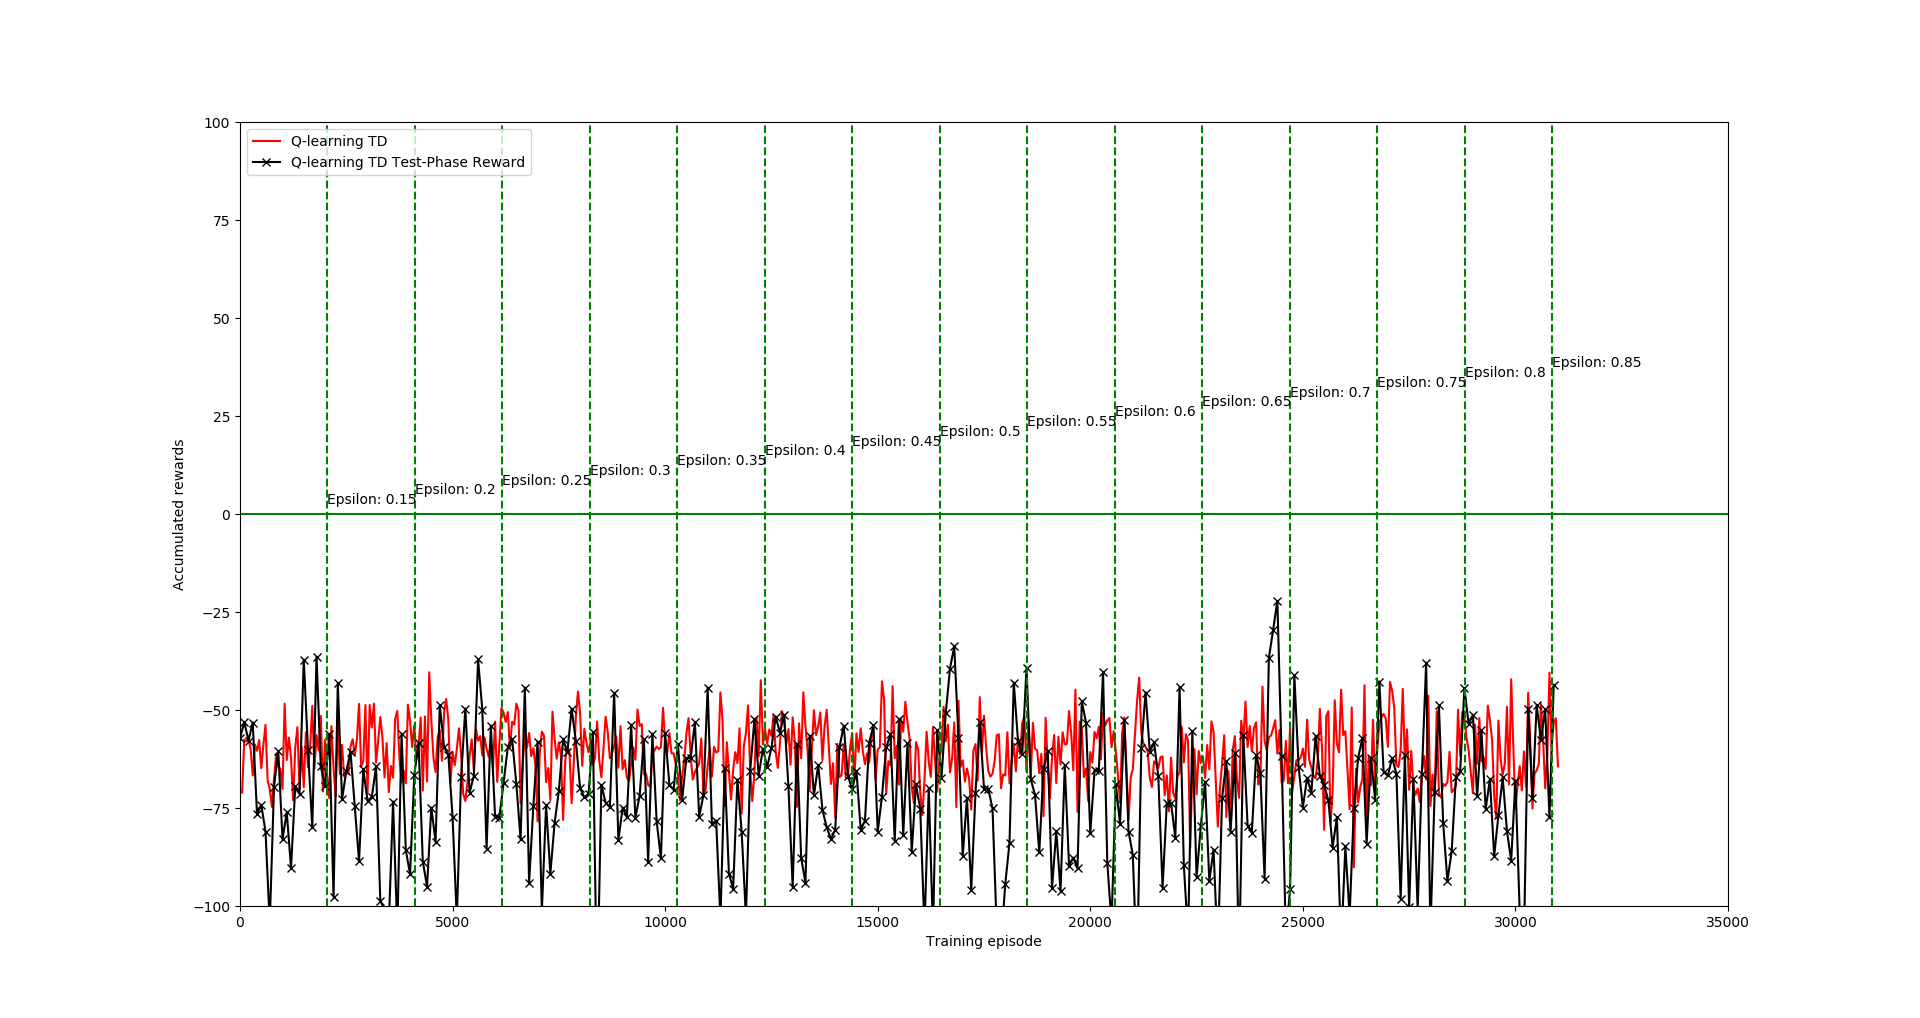 Q-learning TD
Q-learning TD Test-Phase Reward
100
75
50
25
0
−25
−50
−75
−100
Accumulated rewards
Epsilon: 0.15
Epsilon: 0.2
Epsilon: 0.25
Epsilon: 0.3
Epsilon: 0.35
Epsilon: 0.4
Epsilon: 0.45
Epsilon: 0.5
Epsilon: 0.55
Epsilon: 0.6
Epsilon: 0.65
Epsilon: 0.7
Epsilon: 0.75
Epsilon: 0.8
Epsilon: 0.85
0 5000 10000 15000 20000 25000 30000 35000
Training episode